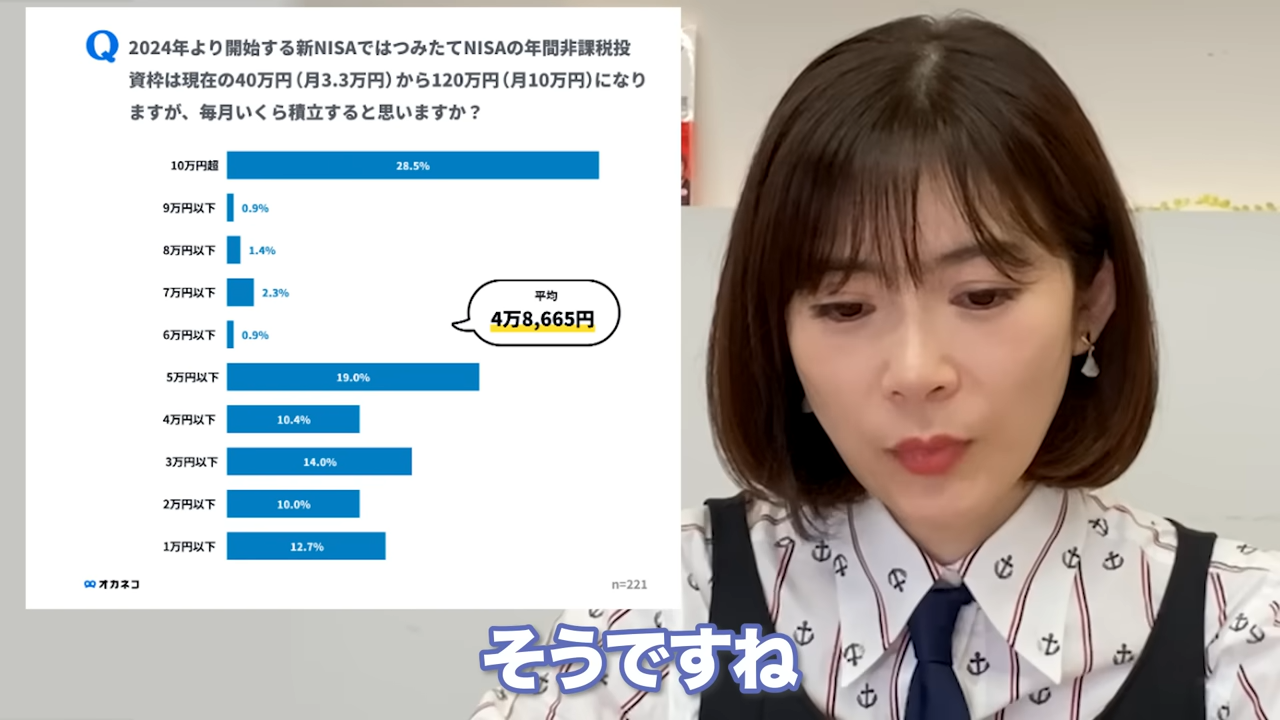 Q 2024年より開始する新NISAではつみたてNISAの年間非課税投
資枠は現在の40万円（月3.3万円）から120万円（月10万円）になり
ますが、毎月いくら積立すると思いますか？
10万円超 28.5%
9万円以下 0.9%
8万円以下 1.4%
7万円以下 2.3%
6万円以下 0.9%
平均
4万8,665円
5万円以下 19.0%
4万円以下 10.4%
3万円以下 14.0%
2万円以下 10.0%
1万円以下 12.7%
オカネコ
n=221
そうですね